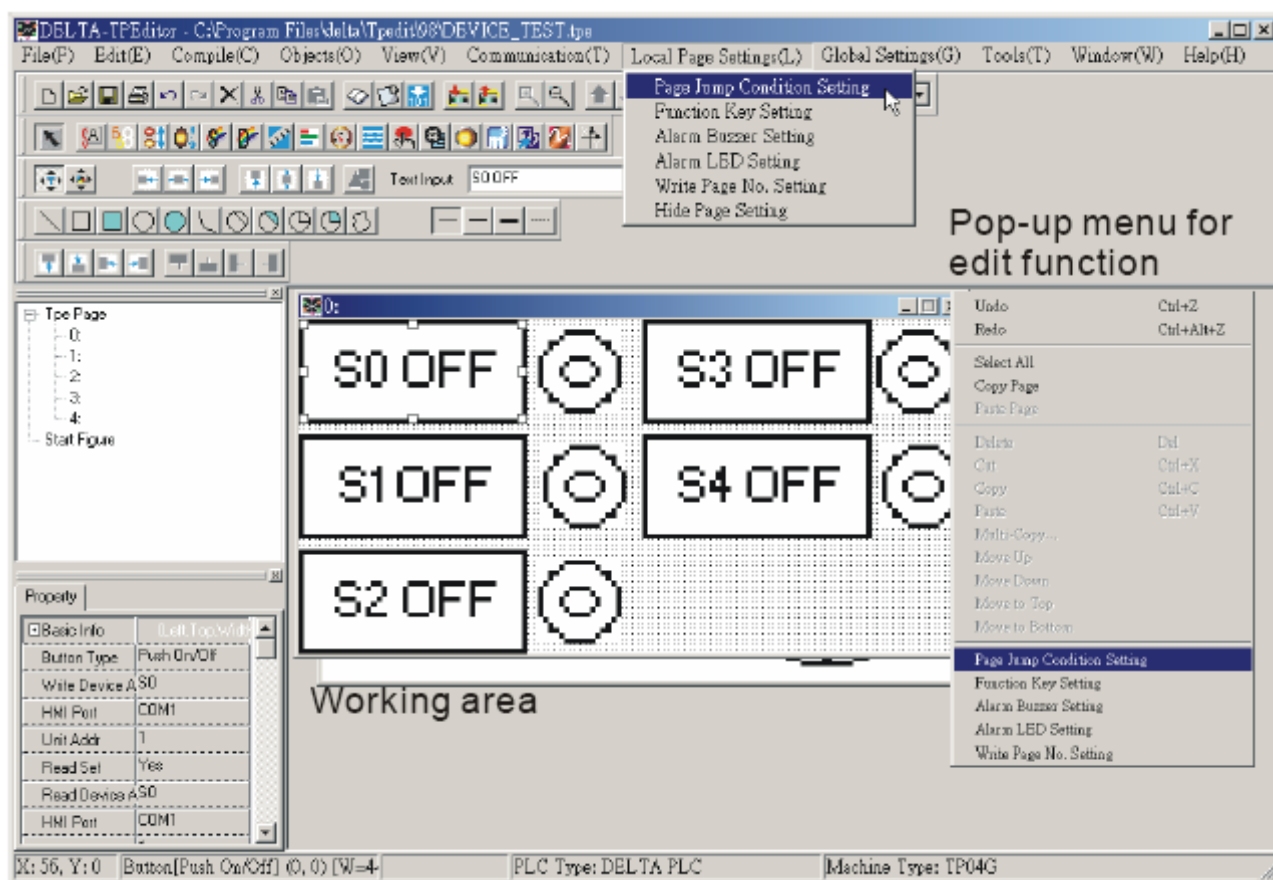 DELTA-TPEditor - C:\Program Files\delta\Tpedit\98\DEVICE_TEST.tpe
File(F) Edit(E) Compile(C) Objects(O) View(V) Communication(T) Local Page Settings(L) Global Settings(G) Tools(T) Window(W) Help(H)
Page Jump Condition Setting
Function Key Setting
Alarm Buzzer Setting
Alarm LED Setting
Write Page No. Setting
Hide Page Setting
Text Input S0 OFF
Pop-up menu for
edit function
Tpe Page
0:
1:
2:
3:
4:
Start Figure
0:
S0 OFF
S3 OFF
S1 OFF
S4 OFF
S2 OFF
Working area
Undo Ctrl+Z
Redo Ctrl+Alt+Z
Select All
Copy Page
Paste Page
Delete Del
Cut Ctrl+X
Copy Ctrl+C
Paste Ctrl+V
Multi-Copy...
Move Up
Move Down
Move to Top
Move to Bottom
Page Jump Condition Setting
Function Key Setting
Alarm Buzzer Setting
Alarm LED Setting
Write Page No. Setting
Property
Basic Info (Left,Top,Widt
Button Type Push On/Off
Write Device A S0
HMI Port COM1
Unit Addr 1
Read Set Yes
Read Device A S0
HMI Port COM1
X: 56, Y: 0 Button[Push On/Off] (0, 0) [W=4 PLC Type: DELTA PLC Machine Type: TP04G